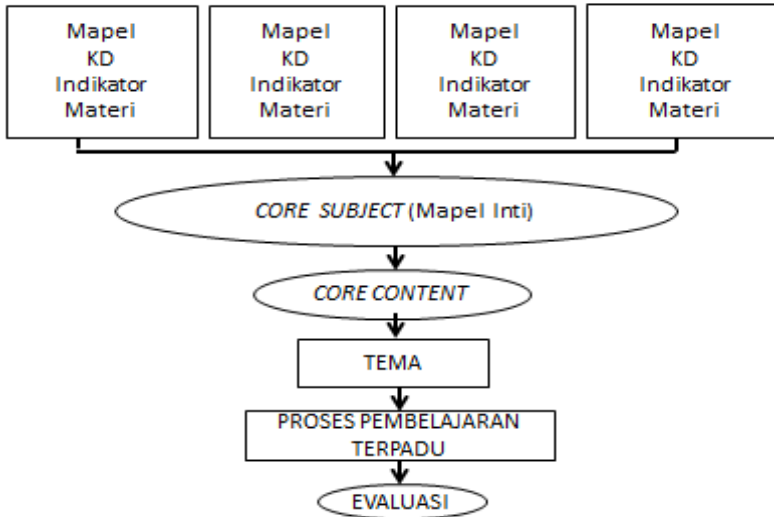 Mapel
KD
Indikator
Materi
Mapel
KD
Indikator
Materi
Mapel
KD
Indikator
Materi
Mapel
KD
Indikator
Materi
CORE SUBJECT (Mapel Inti)
CORE CONTENT
TEMA
PROSES PEMBELAJARAN
TERPADU
EVALUASI